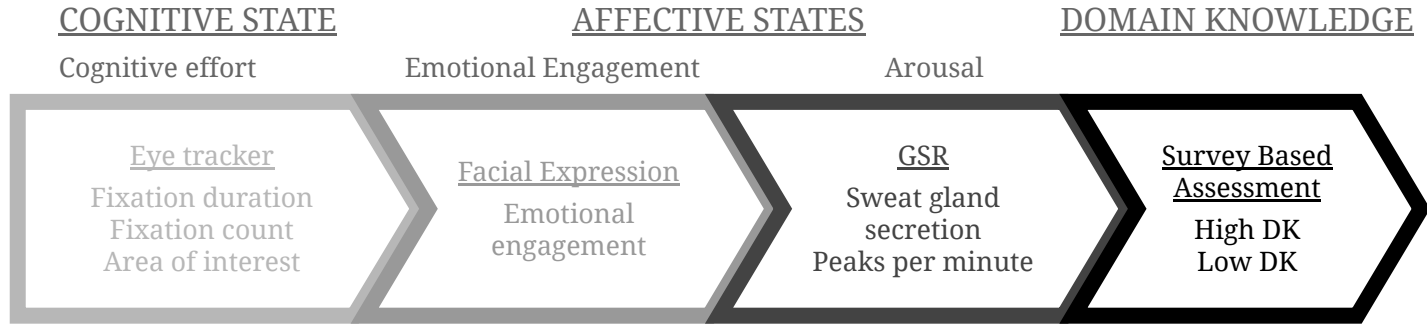 COGNITIVE STATE
AFFECTIVE STATES
DOMAIN KNOWLEDGE
Cognitive effort
Emotional Engagement
Arousal
Eye tracker
Fixation duration
Fixation count
Area of interest
Facial Expression
Emotional
engagement
GSR
Sweat gland
secretion
Peaks per minute
Survey Based
Assessment
High DK
Low DK